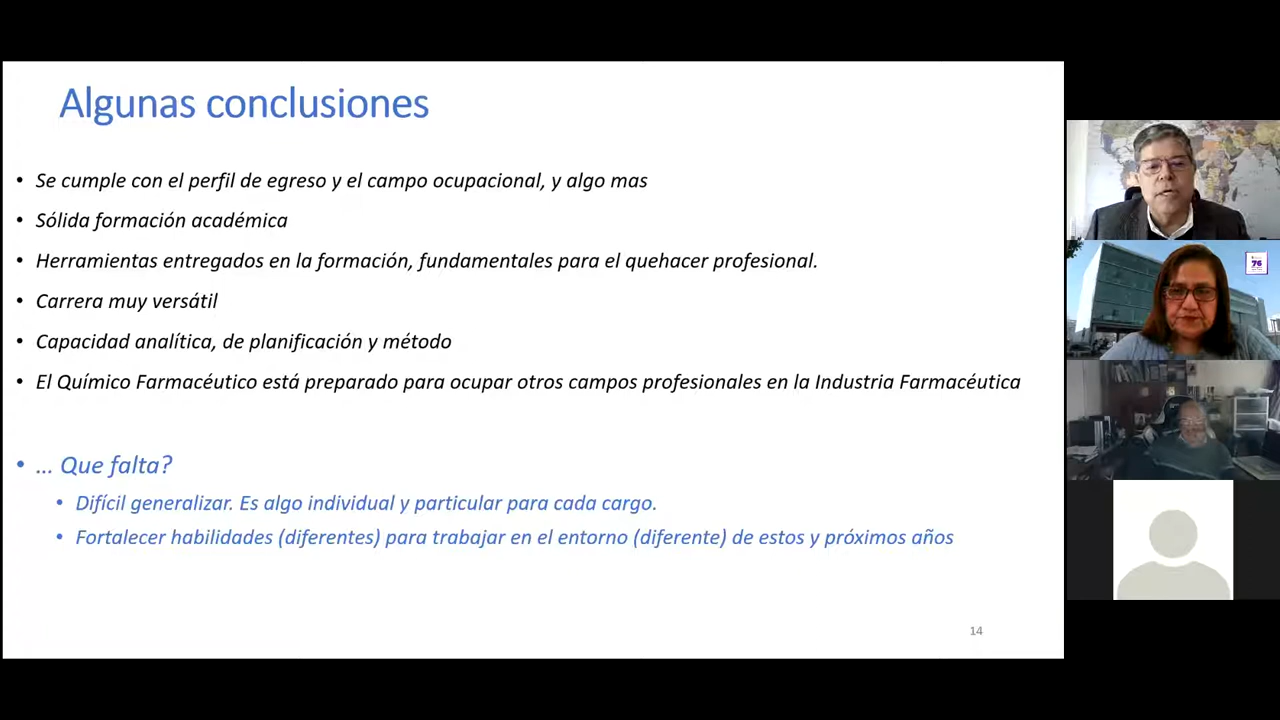 Algunas conclusiones
• Se cumple con el perfil de egreso y el campo ocupacional, y algo mas
• Sólida formación académica
• Herramientas entregados en la formación, fundamentales para el quehacer profesional.
• Carrera muy versátil
• Capacidad analítica, de planificación y método
• El Químico Farmacéutico está preparado para ocupar otros campos profesionales en la Industria Farmacéutica
• ... Que falta?
• Difícil generalizar. Es algo individual y particular para cada cargo.
• Fortalecer habilidades (diferentes) para trabajar en el entorno (diferente) de estos y próximos años
14
76